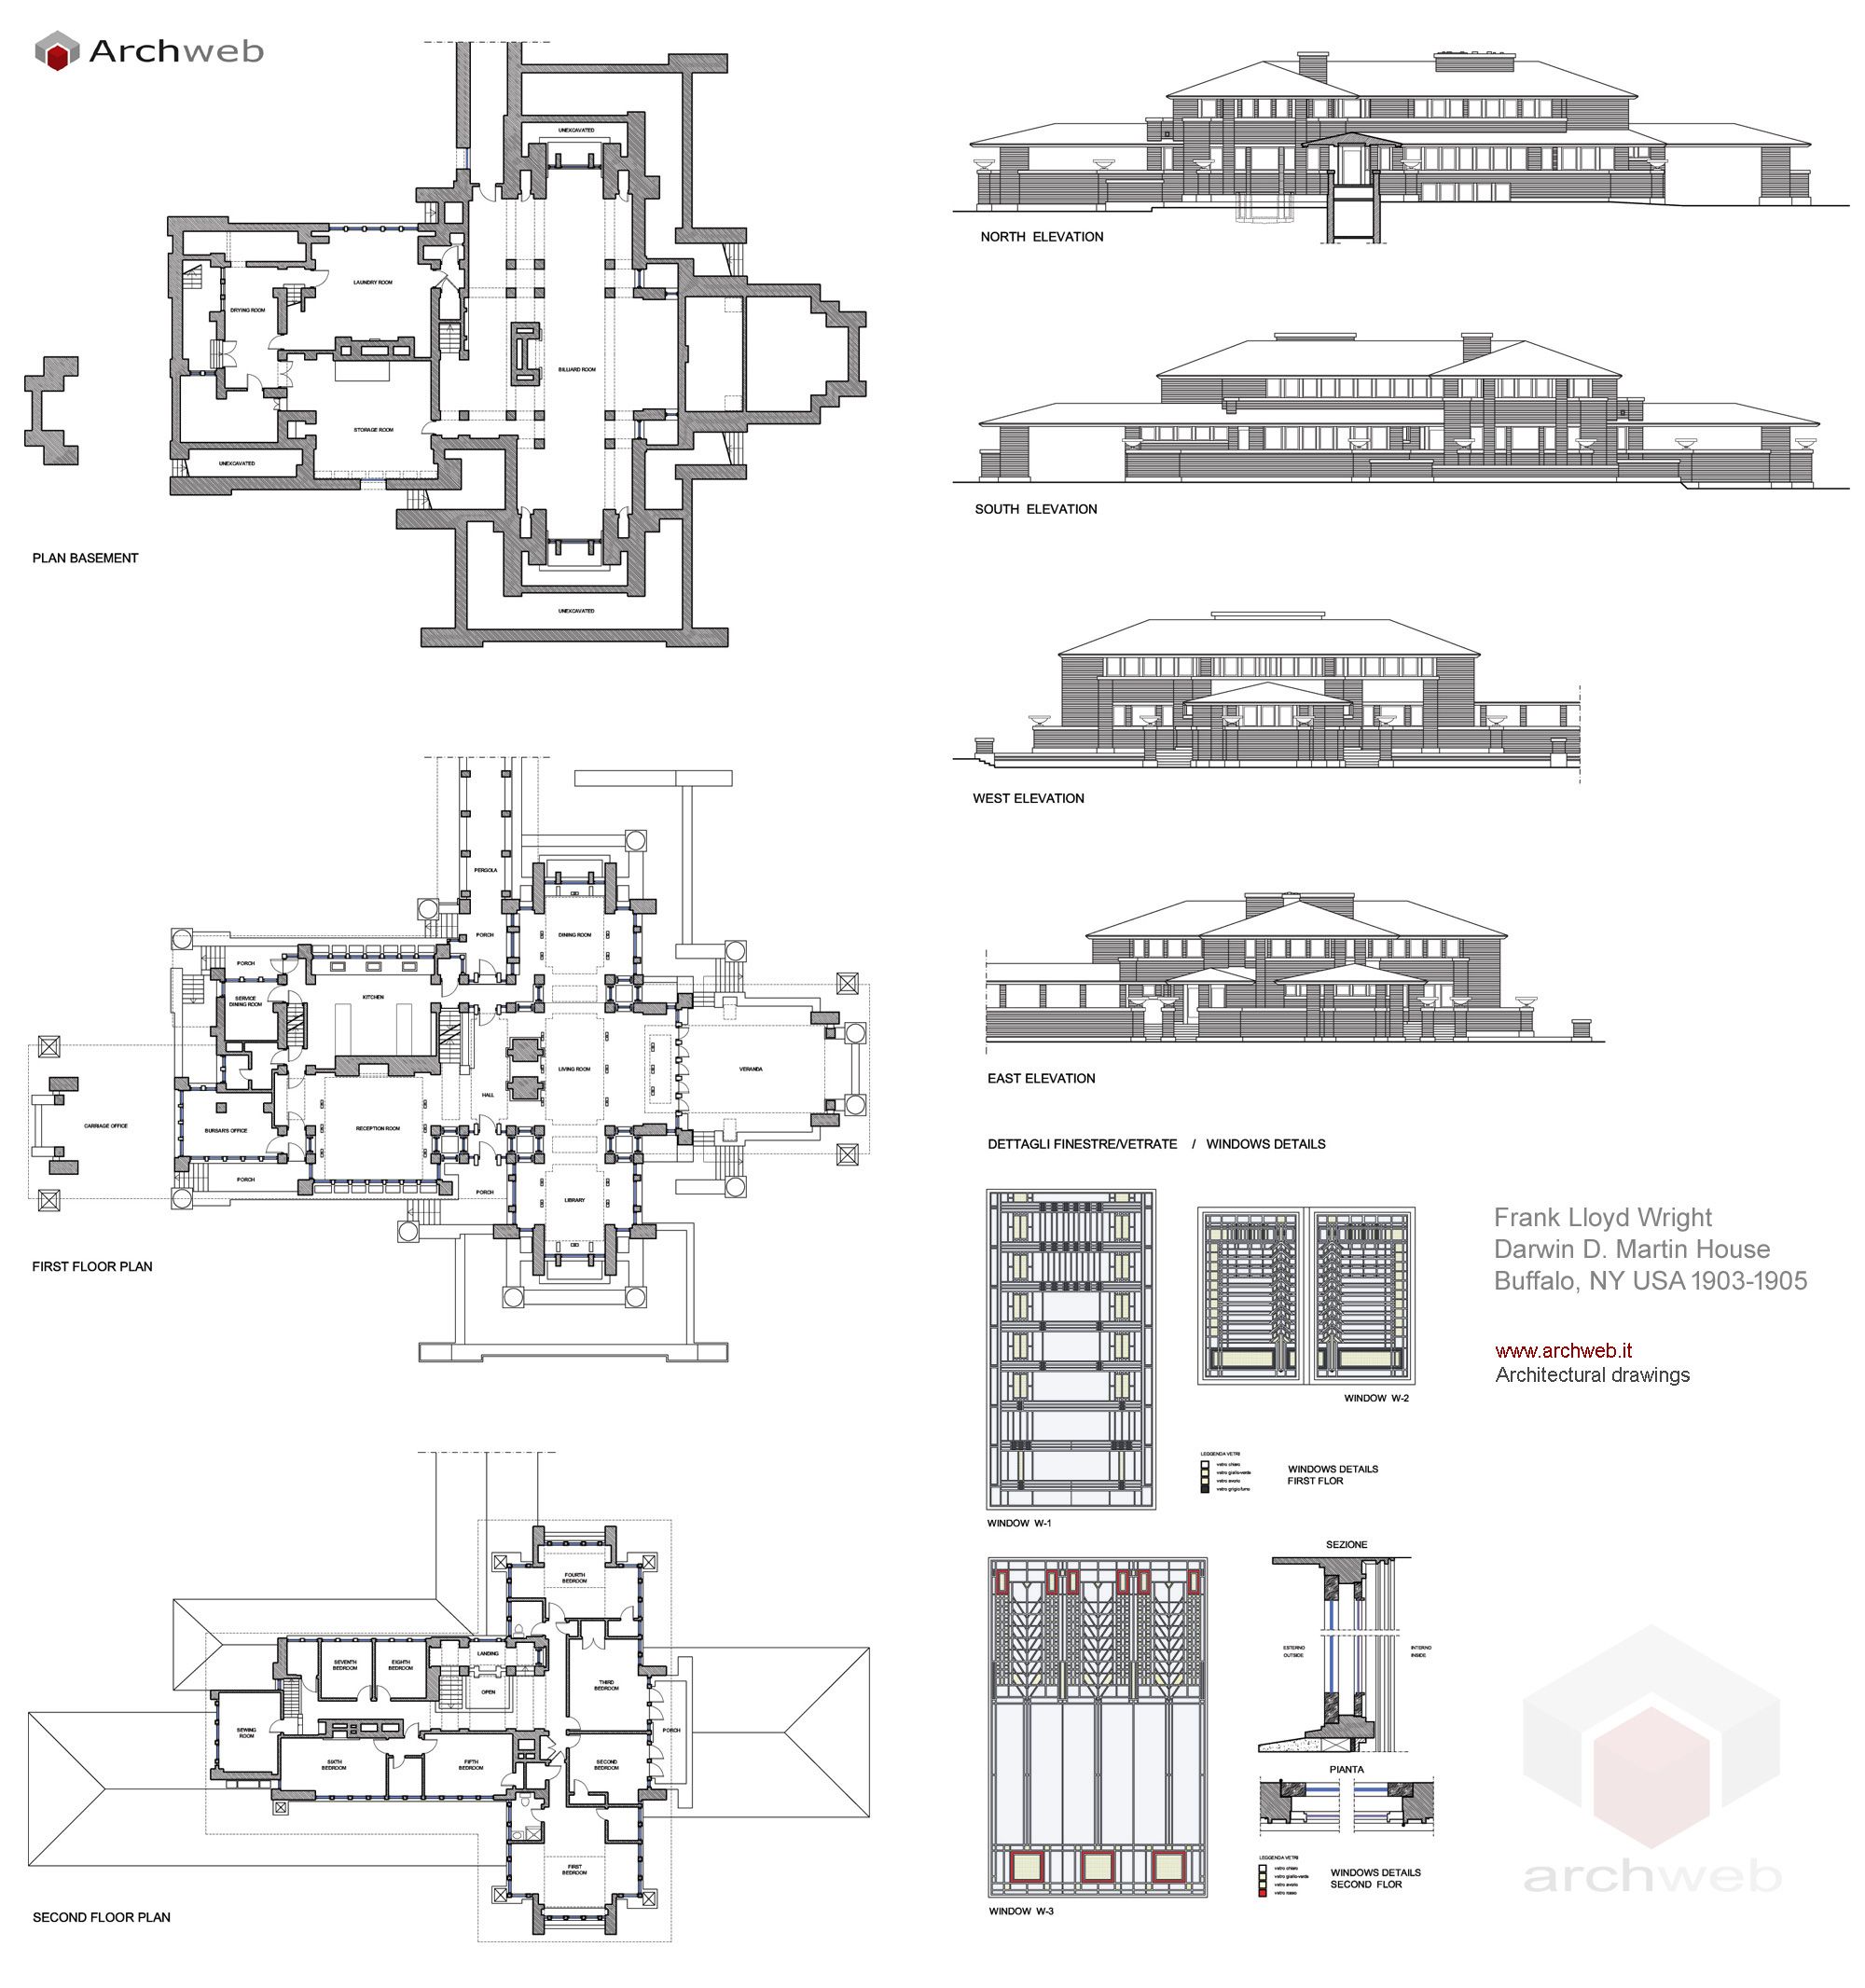 Archweb
UNEXCAVATED
LAUNDRY ROOM
DRYING ROOM
BILLIARD ROOM
STORAGE ROOM
UNEXCAVATED
PLAN BASEMENT
UNEXCAVATED
PERGOLA
PORCH
DINING ROOM
PORCH
SERVICE
DINING ROOM
KITCHEN
LIVING ROOM
VERANDA
HALL
CARRIAGE OFFICE
BURSAR'S OFFICE
RECEPTION ROOM
PORCH
PORCH
LIBRARY
FIRST FLOOR PLAN
FOURTH
BEDROOM
LANDING
SEVENTH
BEDROOM
EIGHTH
BEDROOM
OPEN
THIRD
BEDROOM
SEWING
ROOM
PORCH
SIXTH
BEDROOM
FIFTH
BEDROOM
SECOND
BEDROOM
FIRST
BEDROOM
SECOND FLOOR PLAN
NORTH ELEVATION
SOUTH ELEVATION
WEST ELEVATION
EAST ELEVATION
DETTAGLI FINESTRE/VETRATE / WINDOWS DETAILS
Frank Lloyd Wright
Darwin D. Martin House
Buffalo, NY USA 1903-1905
www.archweb.it
Architectural drawings
WINDOW W-2
LEGGENDA VETRI
vetro chiaro
vetro giallo-verde
vetro avorio
vetro grigio-fumo
WINDOWS DETAILS
FIRST FLOR
WINDOW W-1
SEZIONE
ESTERNO
OUTSIDE
INTERNO
INSIDE
PIANTA
LEGGENDA VETRI
vetro chiaro
vetro giallo-verde
vetro avorio
vetro rosso
WINDOWS DETAILS
SECOND FLOR
WINDOW W-3
archweb